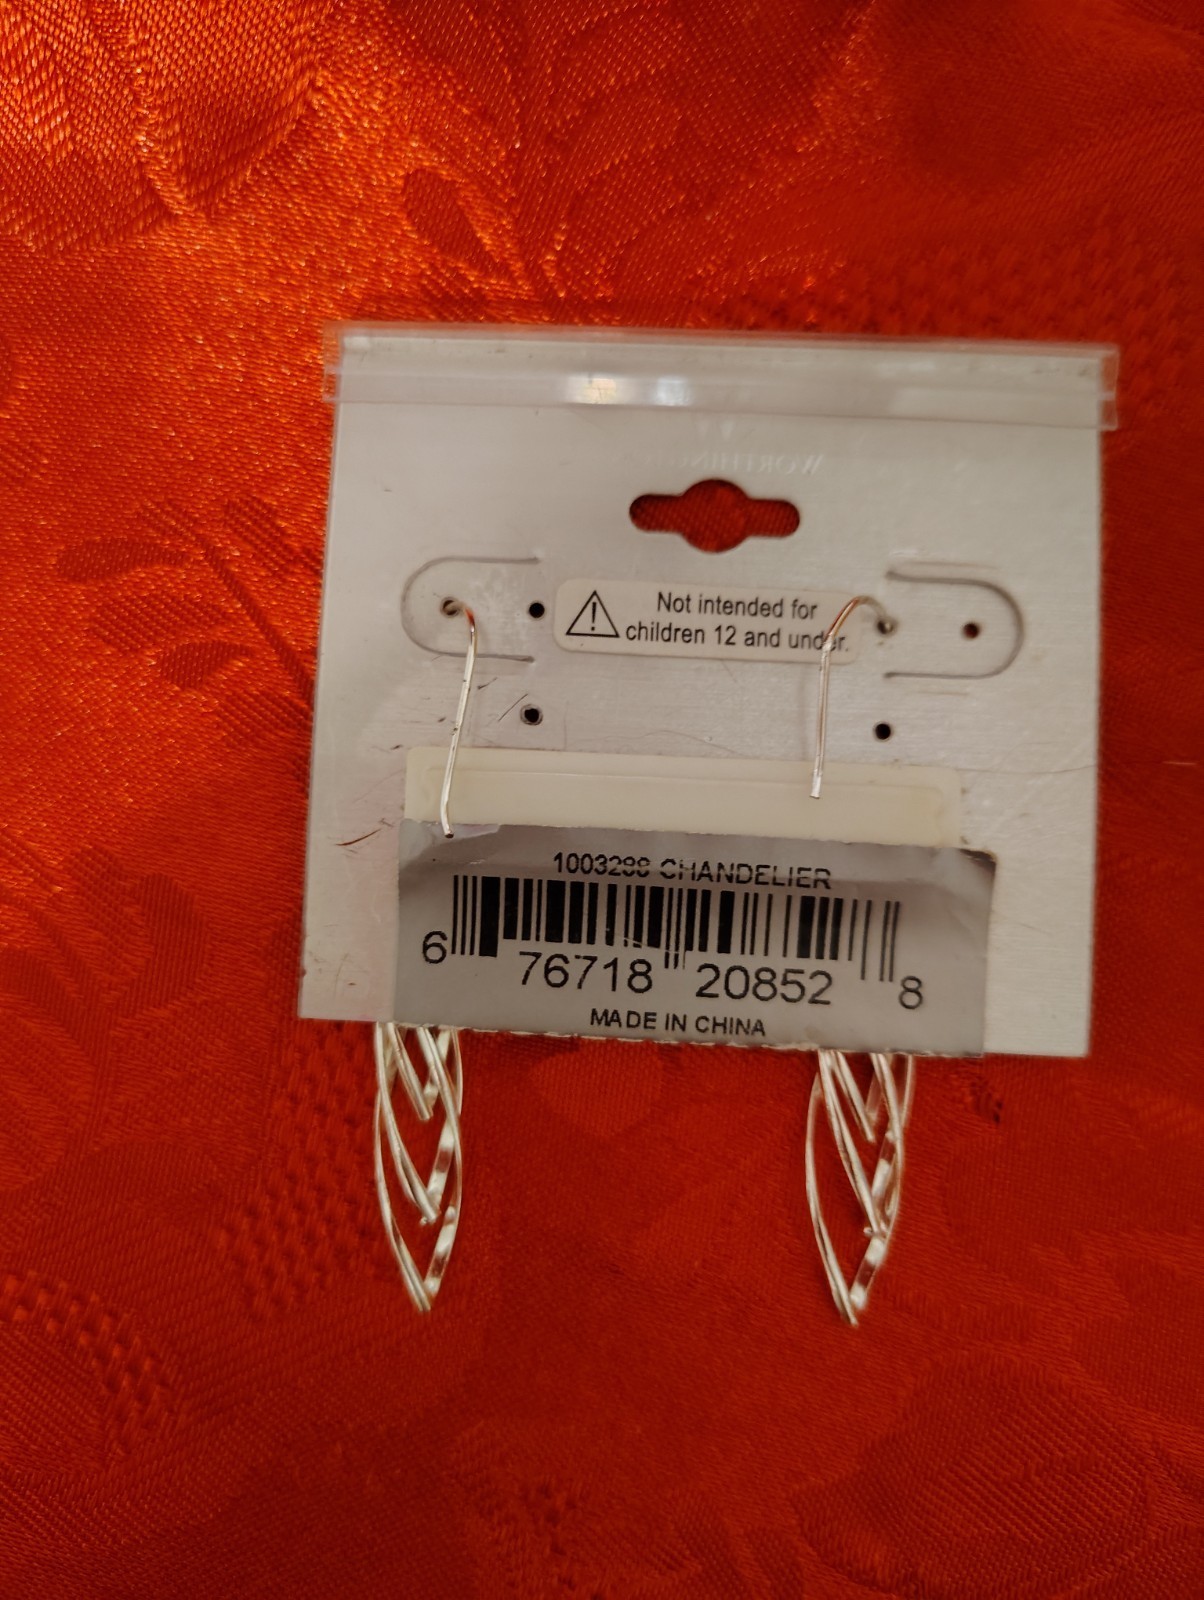 Not intended for
children 12 and under.
1003288 CHANDELIER
6 76718 20852 8
MADE IN CHINA